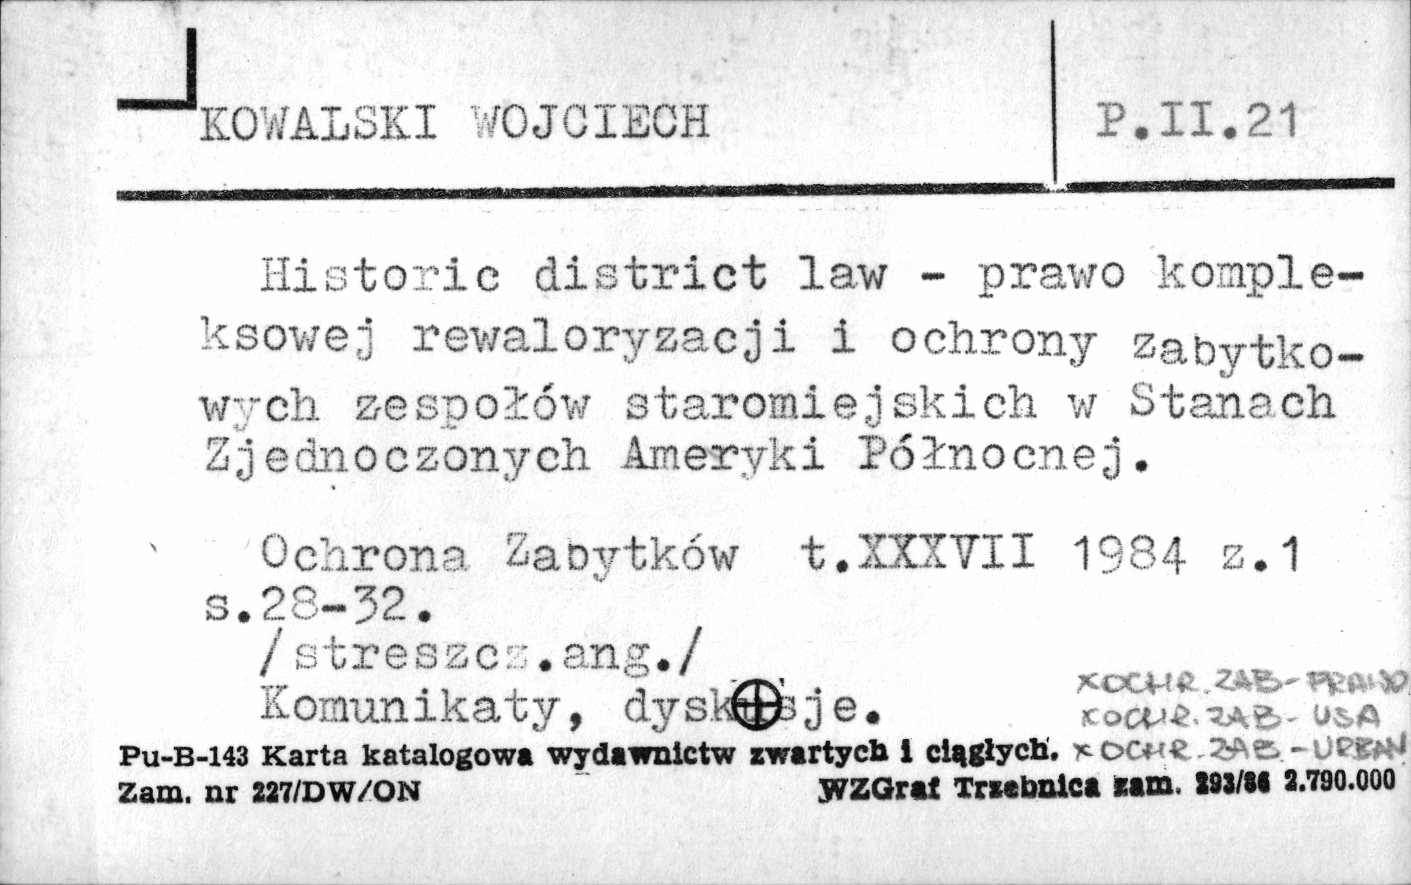 KOWALSKI WOJCIECH P.II.21
Historic district law - prawo komple-
ksowej rewaloryzacji i ochrony zabytko-
wych zespołów staromiejskich w Stanach
Zjednoczonych Ameryki Północnej.
Ochrona Zabytków t.XXXVII 1984 z.1
s.28-32.
/streszcz.ang./
Komunikaty, dyskusje.
xOCHR. ZAB - PRAWO
xOCHR. ZAB - USA
xOCHR. ZAB. - URBAN
Pu-B-143 Karta katalogowa wydawnictw zwartych i ciągłych.
Zam. nr 227/DW/ON WZGraf Trzebnica zam. 293/86 2.790.000